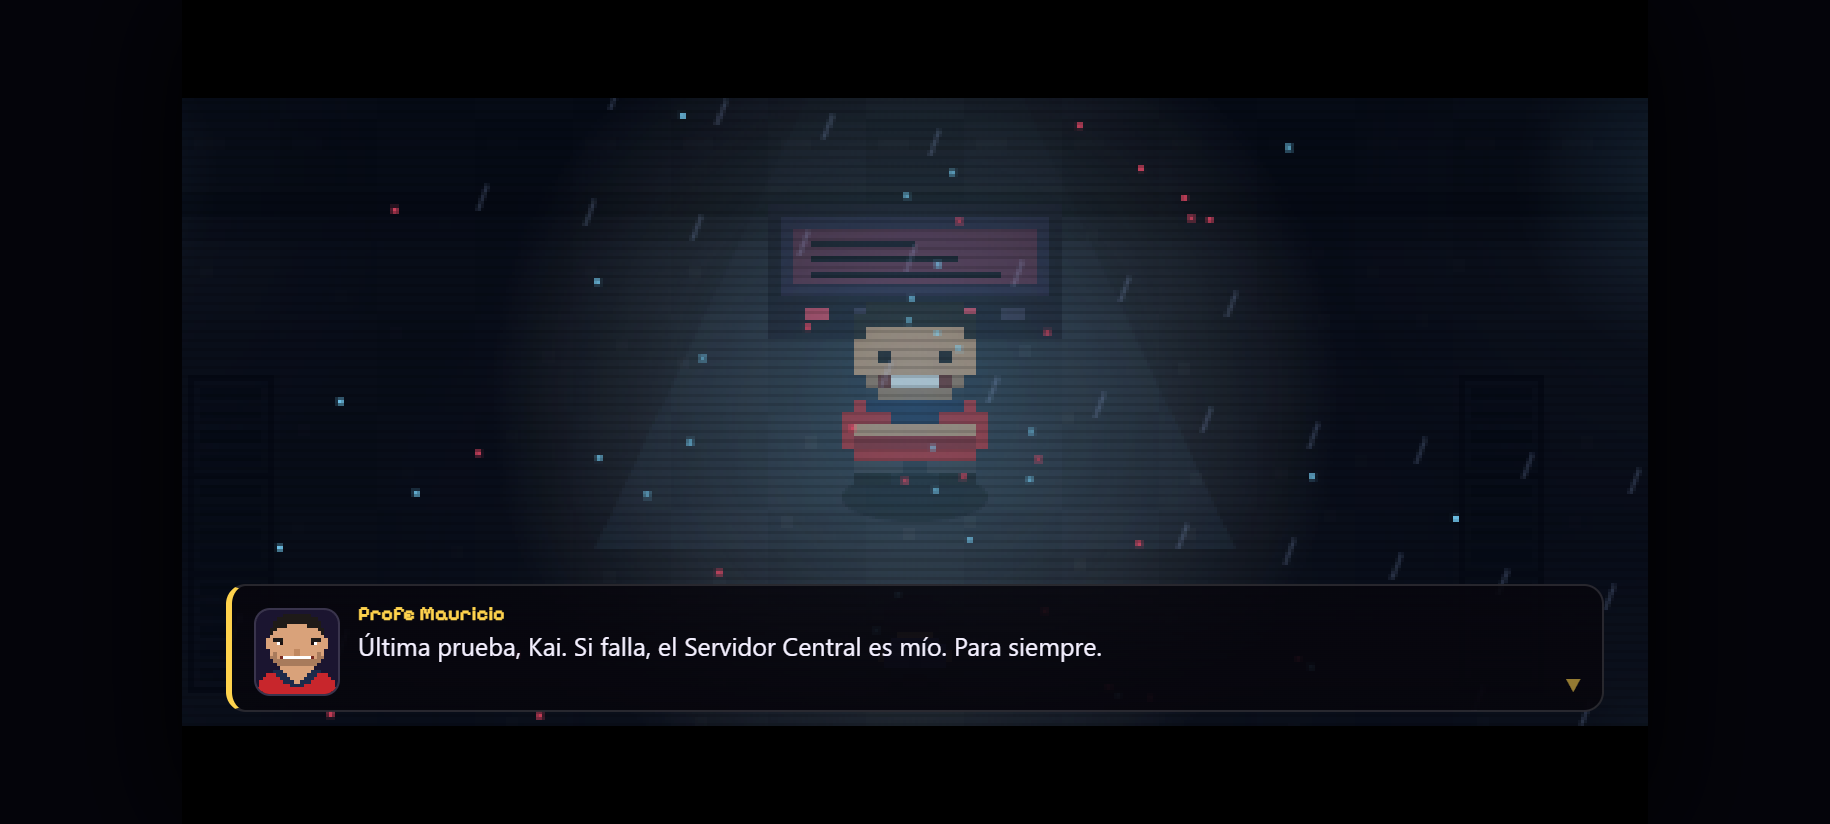 Profe Mauricio
Última prueba, Kai. Si falla, el Servidor Central es mío. Para siempre.